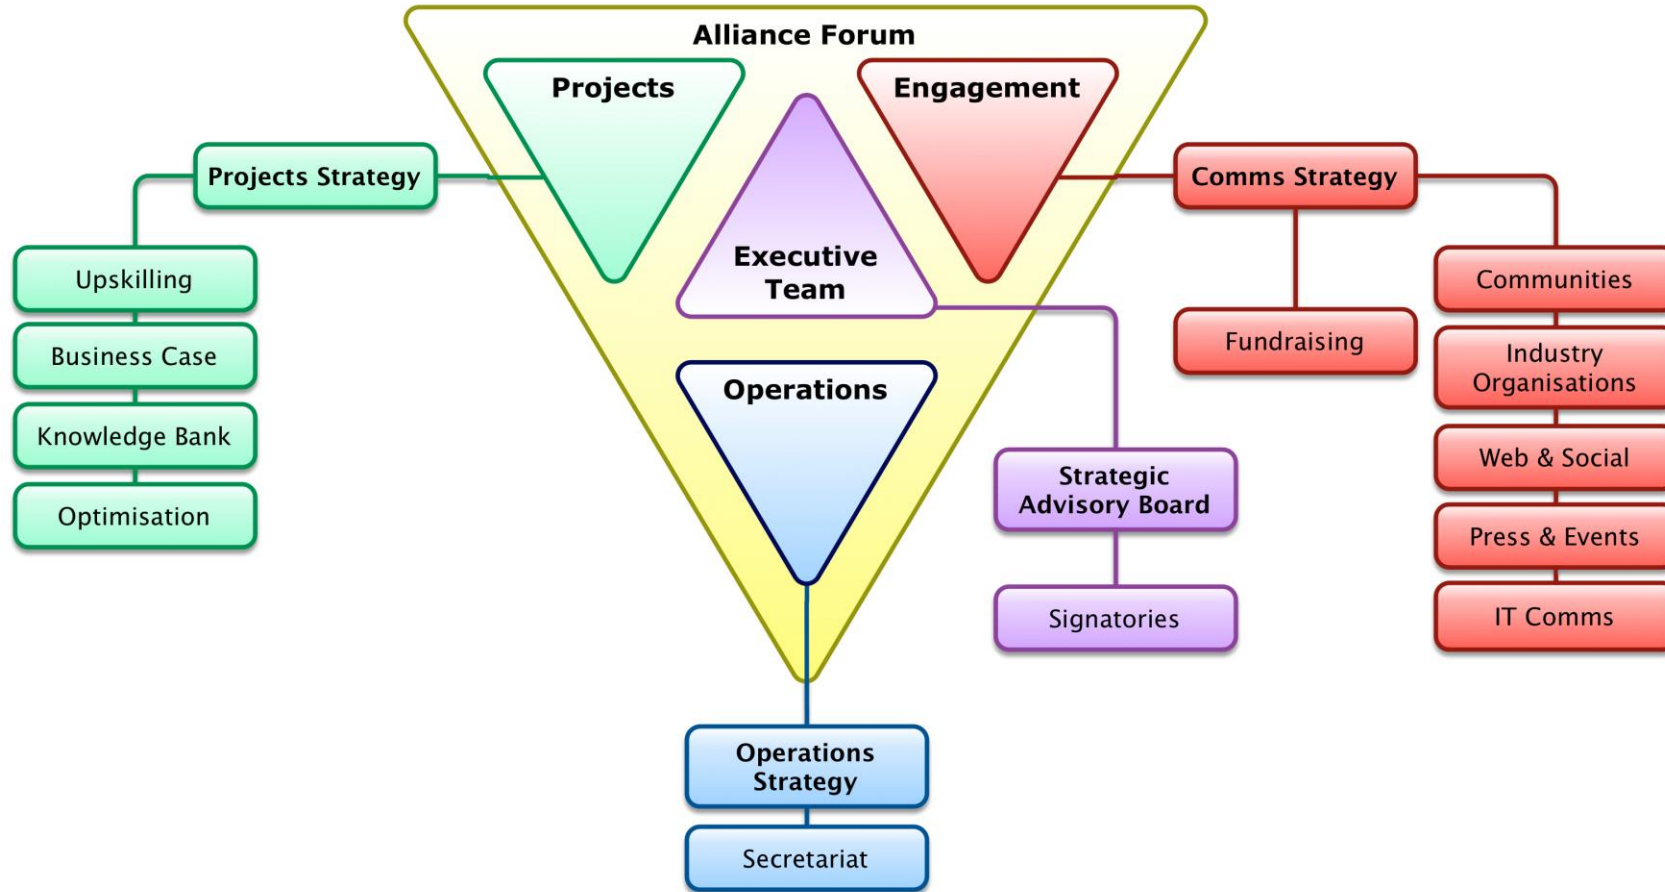 Alliance Forum
Projects
Engagement
Executive
Team
Operations
Projects Strategy
Upskilling
Business Case
Knowledge Bank
Optimisation
Comms Strategy
Fundraising
Communities
Industry
Organisations
Web & Social
Press & Events
IT Comms
Strategic
Advisory Board
Signatories
Operations
Strategy
Secretariat